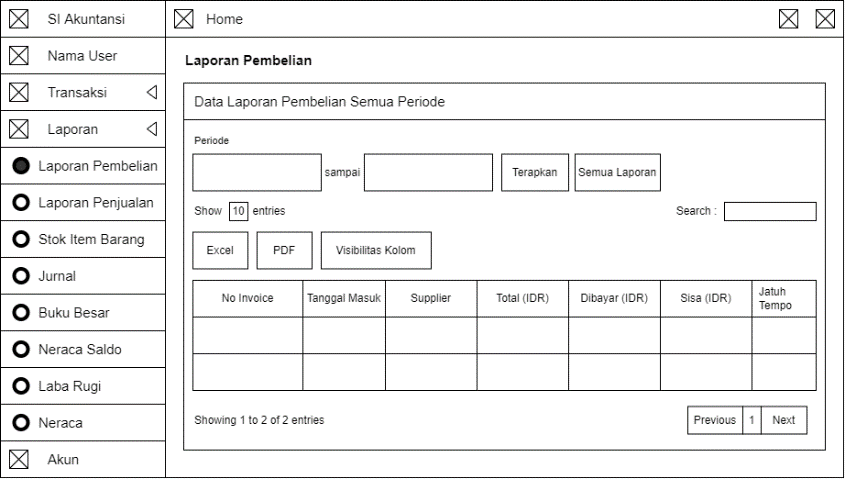 SI Akuntansi
Home
Nama User
Transaksi
Laporan
Laporan Pembelian
Laporan Penjualan
Stok Item Barang
Jurnal
Buku Besar
Neraca Saldo
Laba Rugi
Neraca
Akun
Laporan Pembelian
Data Laporan Pembelian Semua Periode
Periode
sampai Terapkan Semua Laporan
Show 10 entries Search :
Excel PDF Visibilitas Kolom
No Invoice Tanggal Masuk Supplier Total (IDR) Dibayar (IDR) Sisa (IDR) Jatuh
Tempo
Showing 1 to 2 of 2 entries Previous 1 Next